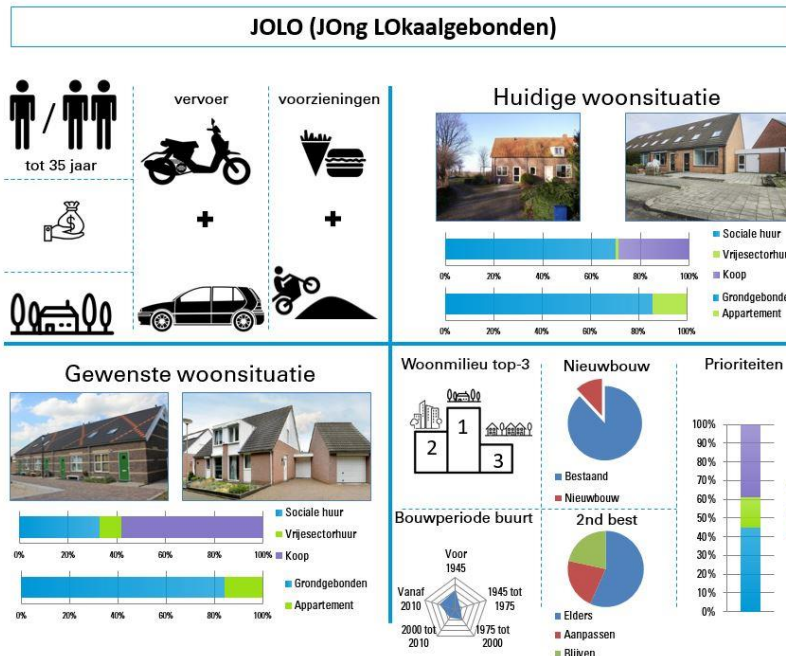 JOLO (JOng LOkaalgebonden)
tot 35 jaar
vervoer
+
voorzieningen
+
Huidige woonsituatie
Sociale huur
Vrijesectorhuur
Koop
0% 20% 40% 60% 80% 100%
Grondgebonden
Appartement
0% 20% 40% 60% 80% 100%
Gewenste woonsituatie
Sociale huur
Vrijesectorhuur
Koop
0% 20% 40% 60% 80% 100%
Grondgebonden
Appartement
0% 20% 40% 60% 80% 100%
Woonmilieu top-3
2 1 3
Nieuwbouw
Bestaand
Nieuwbouw
Bouwperiode buurt
Voor
1945
1945 tot
1975
1975 tot
2000
2000 tot
2010
Vanaf
2010
2nd best
Elders
Aanpassen
Blijven
Prioriteiten
100%
90%
80%
70%
60%
50%
40%
30%
20%
10%
0%